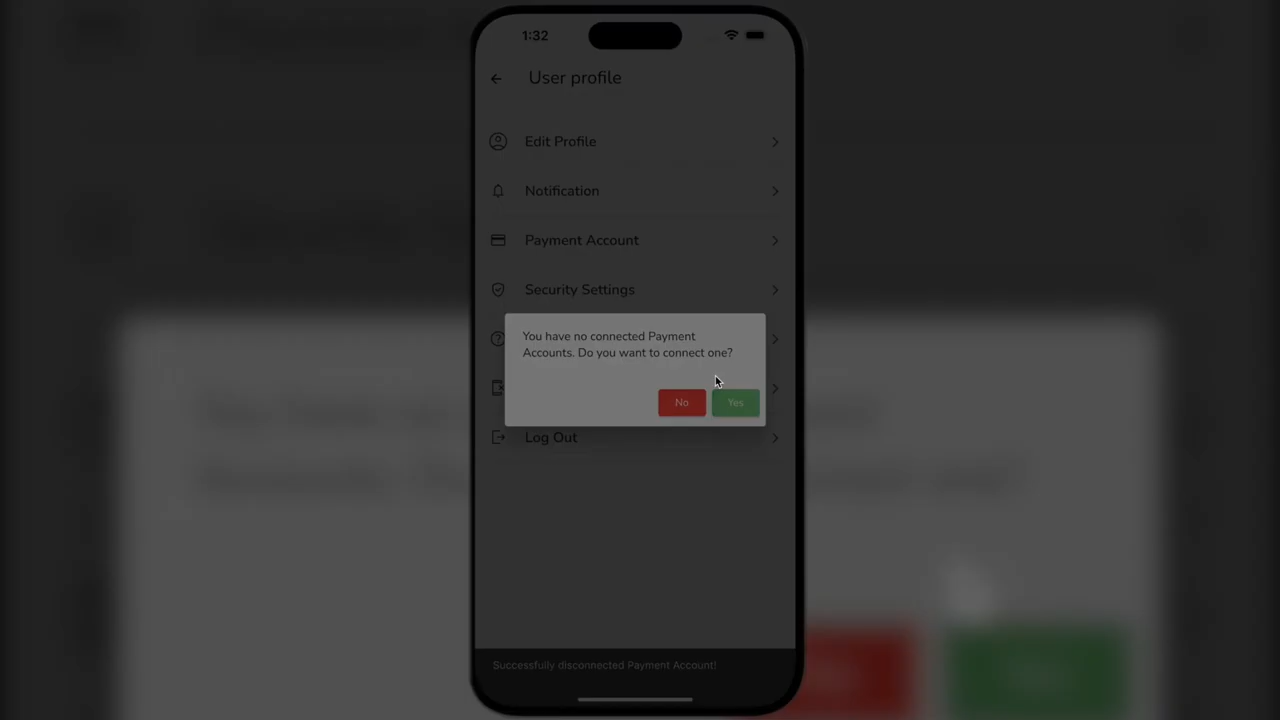 1:32
User profile
Edit Profile
Notification
Payment Account
Security Settings
You have no connected Payment
Accounts. Do you want to connect one?
No
Yes
Log Out
Successfully disconnected Payment Account!